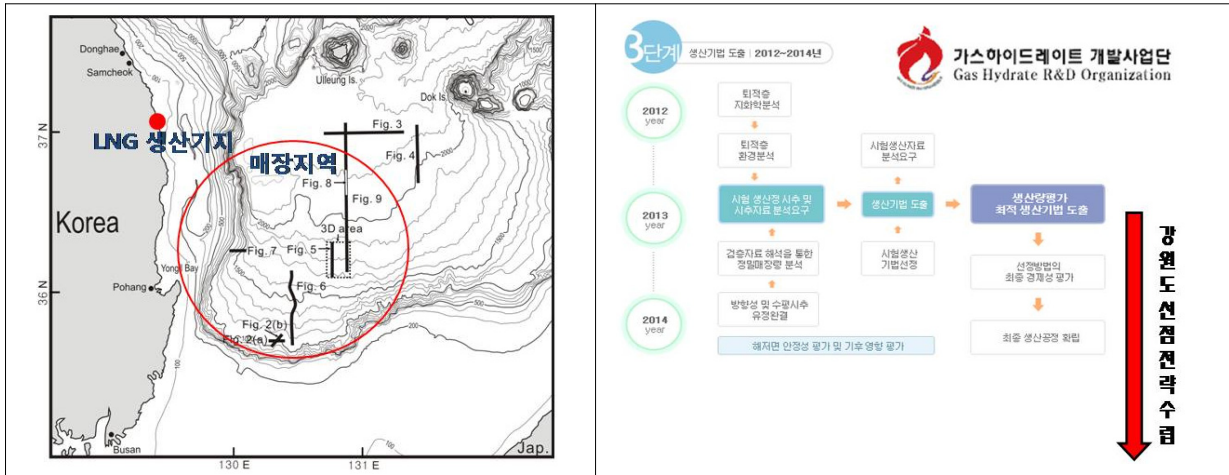 Donghae
Samcheok
Ulleung Is.
Dok Is.
37 N
LNG 생산기지
매장지역
Fig. 3
Fig. 4
Fig. 8
Fig. 9
Korea
3D area
Fig. 7
Fig. 5
Yongil Bay
Fig. 6
36 N
Pohang
Fig. 2(b)
Fig. 2(a)
200
100
100
Busan
Jap.
130 E
131 E
3단계
생산기법 도출 | 2012~2014년
가스하이드레이트 개발사업단
Gas Hydrate R&D Organization
2012
year
2013
year
2014
year
퇴적층
지화학분석
퇴적층
환경분석
시험생산자료
분석요구
시험 생산정 시추 및
시추자료 분석요구
생산기법 도출
생산량평가
최적 생산기법 도출
검층자료 해석을 통한
정밀매장량 분석
시험생산
기법선정
선정방법의
최종 경제성 평가
방향성 및 수평시추
유정완결
최종 생산공정 확립
해저면 안정성 평가 및 기후 영향 평가
강원도선점전략수립